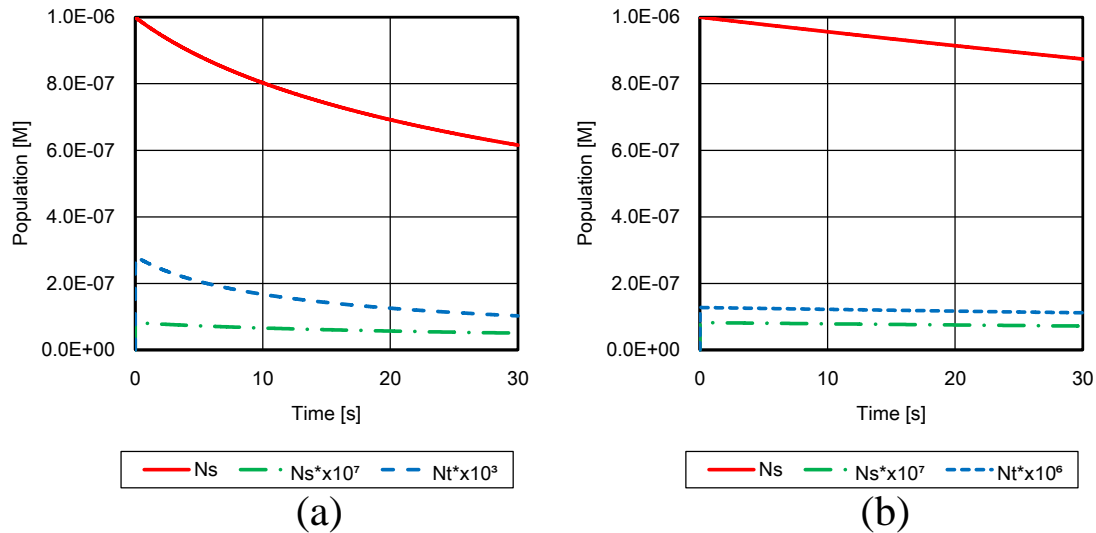 1.0E-06
8.0E-07
6.0E-07
4.0E-07
2.0E-07
0.0E+00
Population [M]
0 10 20 30
Time [s]
Ns Ns*x10⁷ Nt*x10³
(a)
1.0E-06
8.0E-07
6.0E-07
4.0E-07
2.0E-07
0.0E+00
Population [M]
0 10 20 30
Time [s]
Ns Ns*x10⁷ Nt*x10⁶
(b)